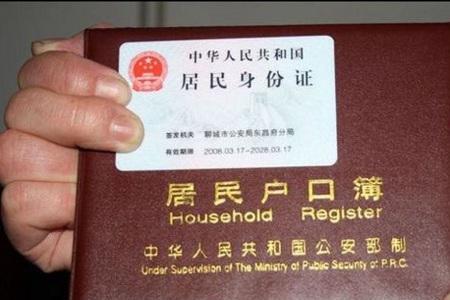 中华人民共和国
居民身份证
签发机关 聊城市公安局东昌府分局
有效期限 2008.03.17-2028.03.17
居民户口簿
Household Register
中华人民共和国公安部制
Under Supervision of The Ministry of Public Security of P.R.C.